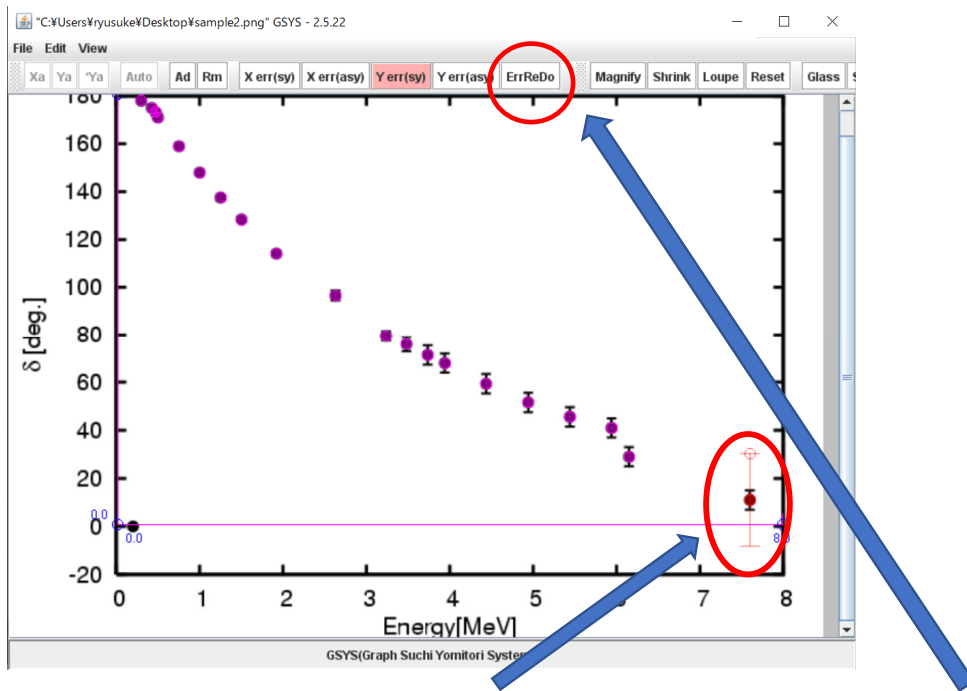 "C:¥Users¥ryusuke¥Desktop¥sample2.png" GSYS - 2.5.22
File Edit View
Xa Ya 'Ya Auto Ad Rm X err(sy) X err(asy) Y err(sy) Y err(asy) ErrReDo Magnify Shrink Loupe Reset Glass
180
160
140
120
100
80
60
40
20
0
-20
δ [deg.]
0.0
0.0
8.0
0 1 2 3 4 5 6 7 8
Energy[MeV]
GSYS(Graph Suchi Yomitori System